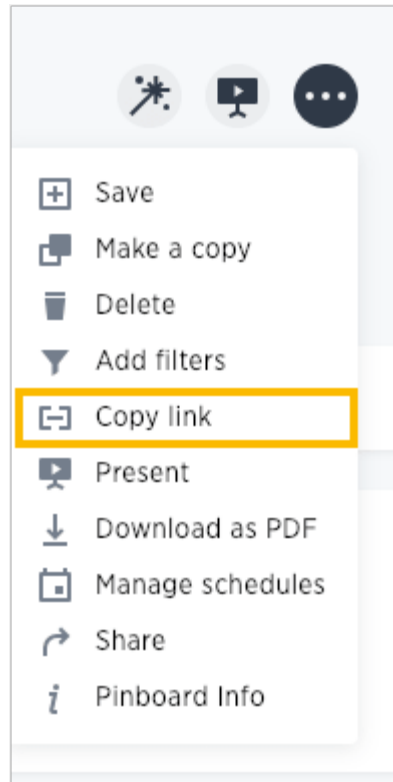 Save
Make a copy
Delete
Add filters
Copy link
Present
Download as PDF
Manage schedules
Share
Pinboard Info